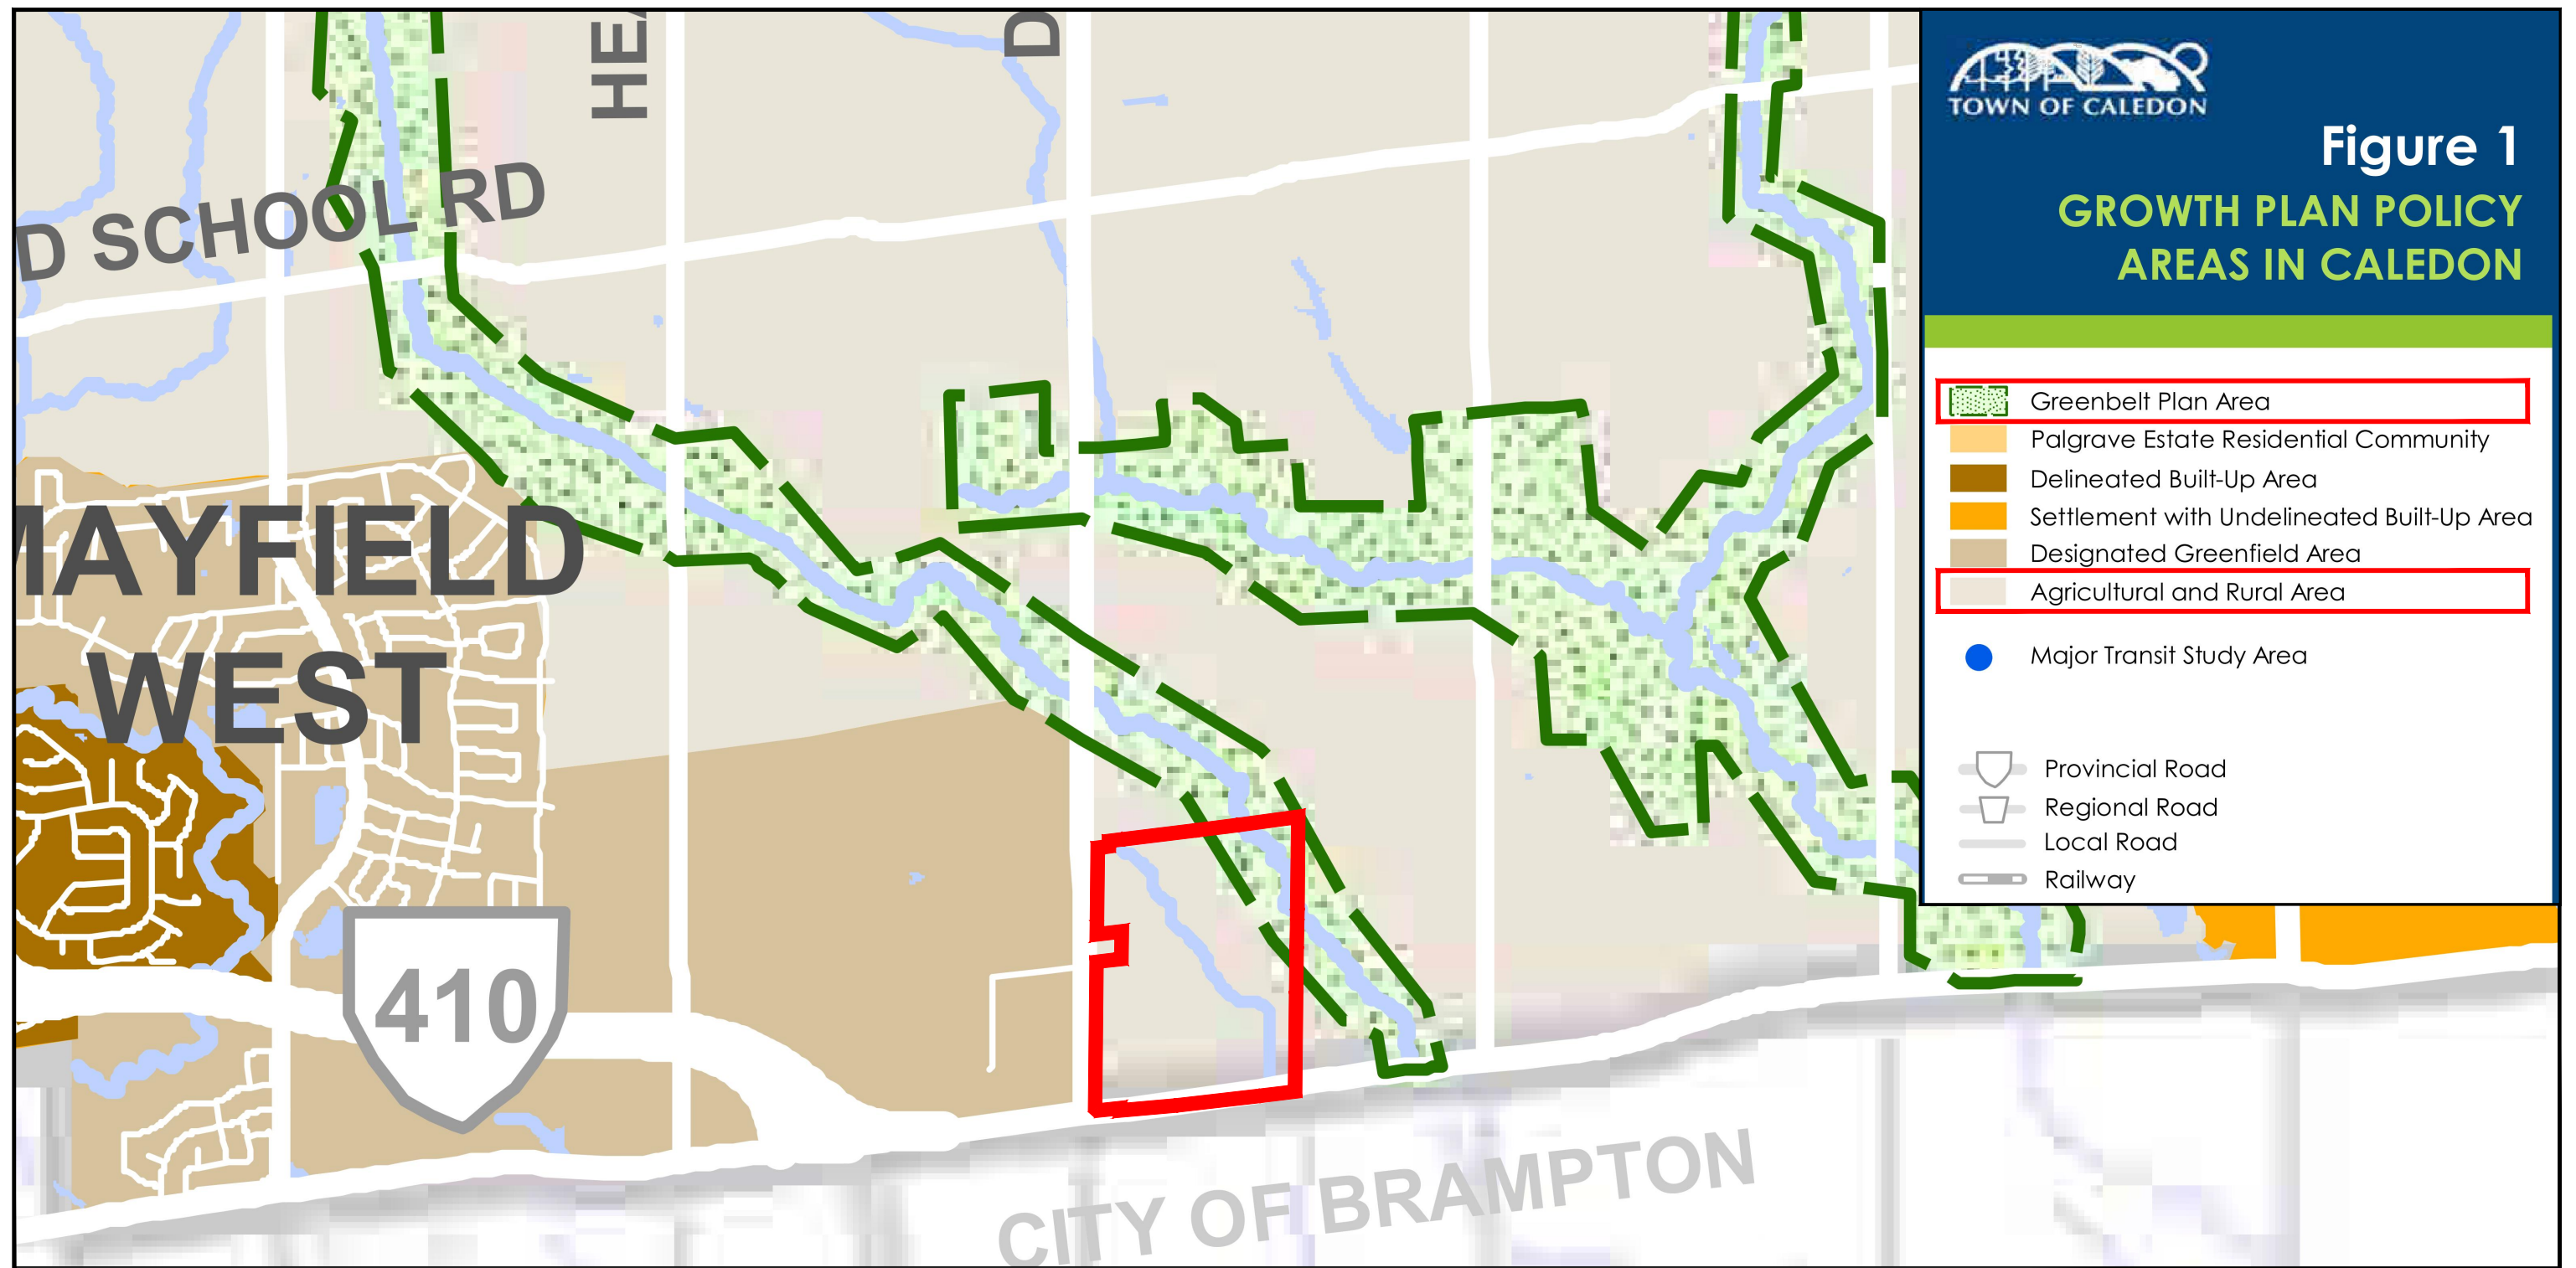 HEA
D
D SCHOOL RD
MAYFIELD
WEST
410
CITY OF BRAMPTON
TOWN OF CALEDON
Figure 1
GROWTH PLAN POLICY
AREAS IN CALEDON
Greenbelt Plan Area
Palgrave Estate Residential Community
Delineated Built-Up Area
Settlement with Undelineated Built-Up Area
Designated Greenfield Area
Agricultural and Rural Area
Major Transit Study Area
Provincial Road
Regional Road
Local Road
Railway